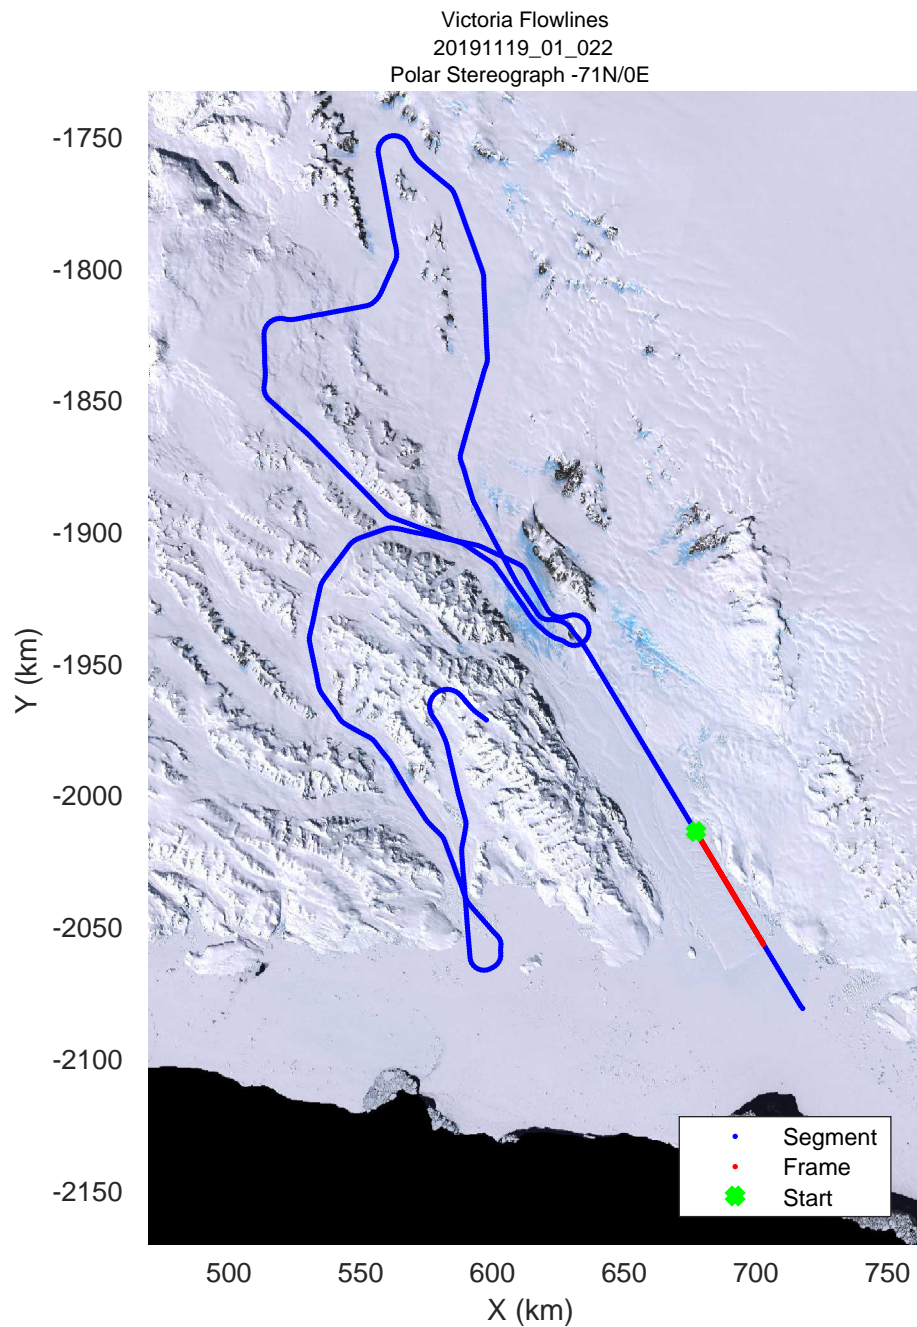 Victoria Flowlines
20191119_01_022
Polar Stereograph -71N/0E
-1750
-1800
-1850
-1900
-1950
-2000
-2050
-2100
-2150
Y (km)
Segment
Frame
Start
500
550
600
650
700
750
X (km)